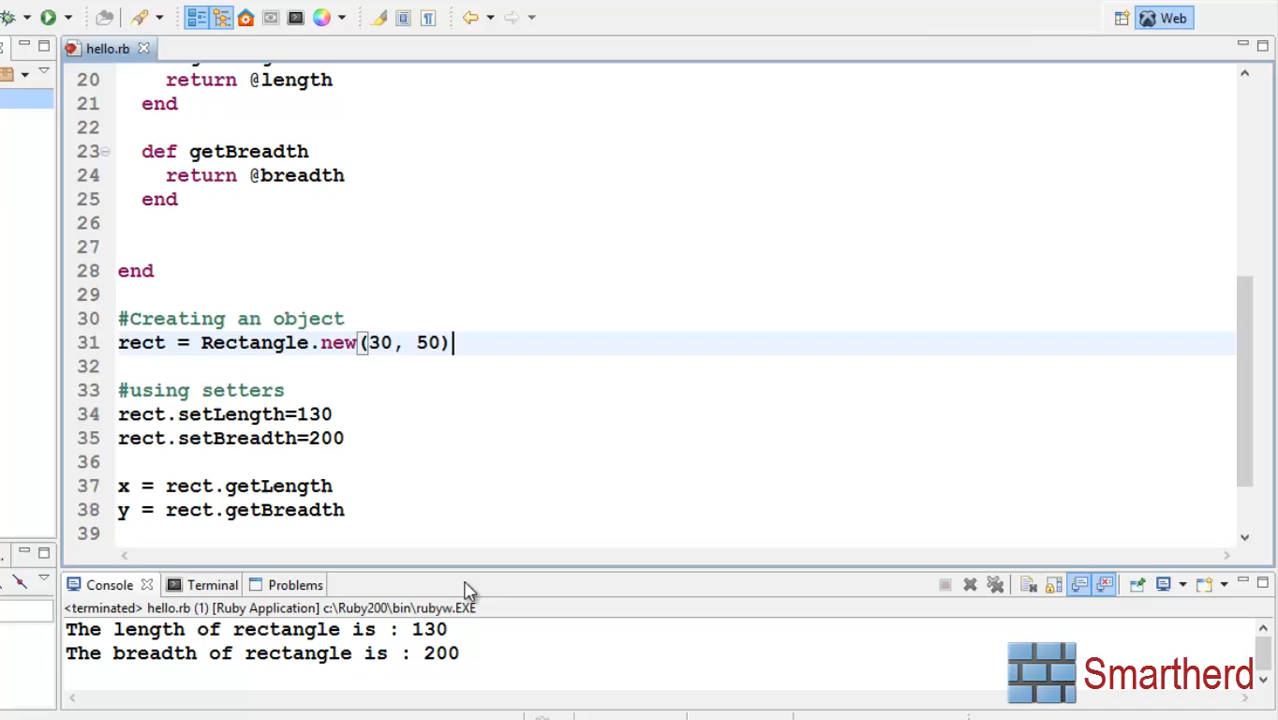 Web
hello.rb
20 return @length
21 end
22
23 def getBreadth
24 return @breadth
25 end
26
27
28 end
29
30 #Creating an object
31 rect = Rectangle.new(30, 50)
32
33 #using setters
34 rect.setLength=130
35 rect.setBreadth=200
36
37 x = rect.getLength
38 y = rect.getBreadth
39
Console Terminal Problems
<terminated> hello.rb (1) [Ruby Application] c:\Ruby200\bin\rubyw.EXE
The length of rectangle is : 130
The breadth of rectangle is : 200
Smartherd